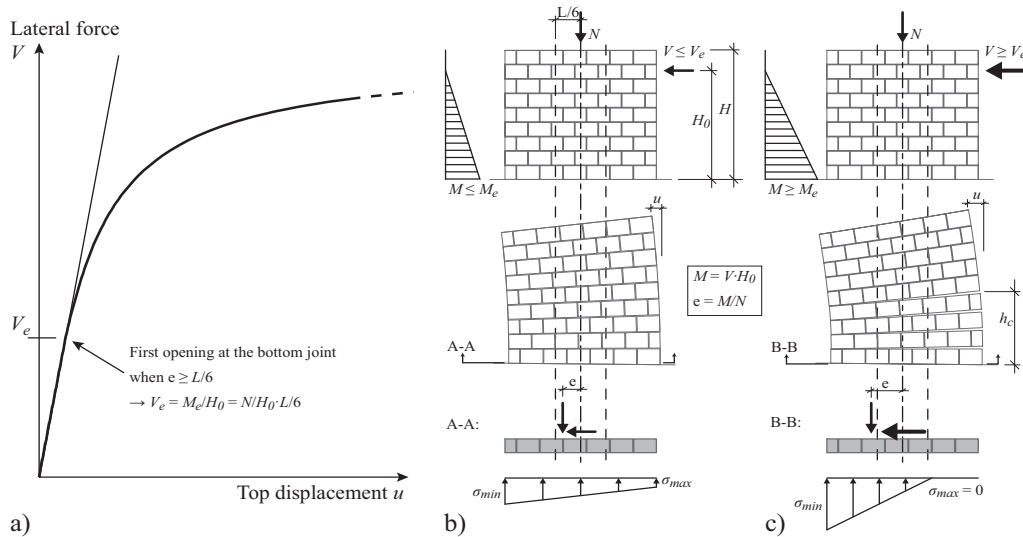 Lateral force
V
V_e
First opening at the bottom joint
when e ≥ L/6
→ V_e = M_e/H_0 = N/H_0·L/6
Top displacement u
a)
L/6
N
V ≤ V_e
H_0
H
M ≤ M_e
u
M = V·H_0
e = M/N
A-A
e
A-A:
σ_min
σ_max
b)
N
V ≥ V_e
M ≥ M_e
u
h_c
B-B
e
B-B:
σ_min
σ_max = 0
c)